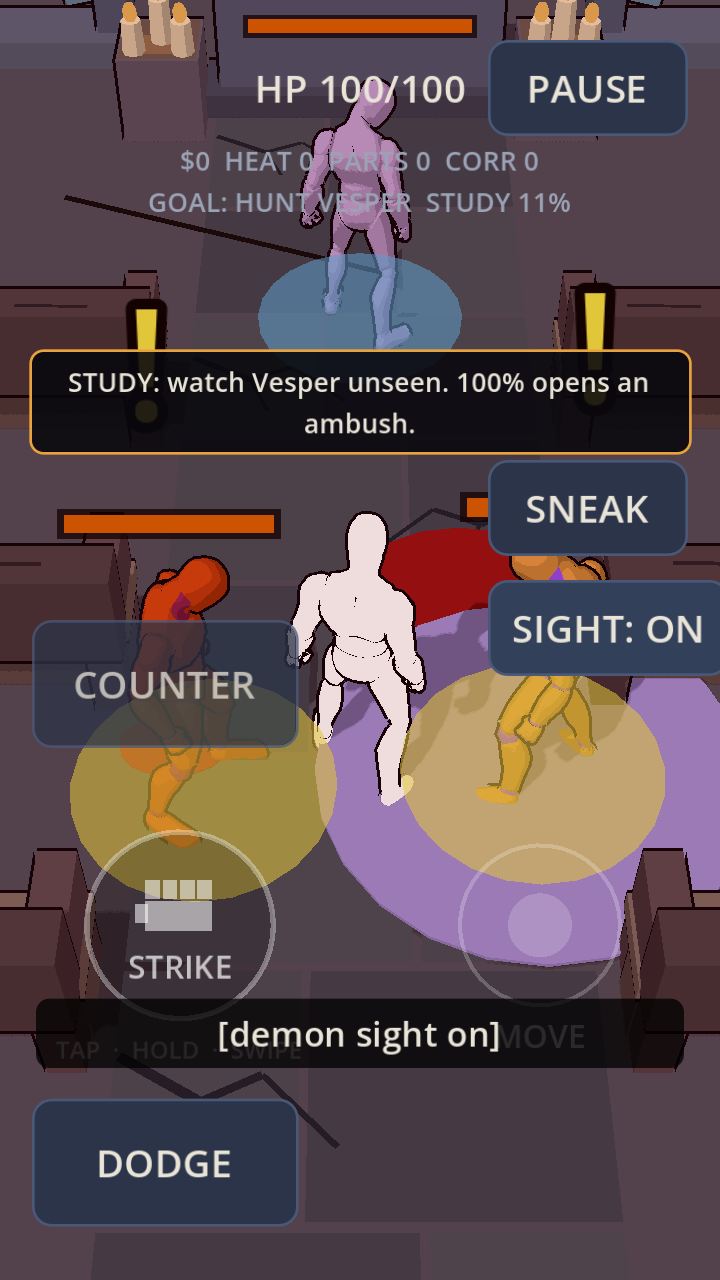 HP 100/100
PAUSE
$0 HEAT 0 PARTS 0 CORR 0
GOAL: HUNT VESPER STUDY 11%
STUDY: watch Vesper unseen. 100% opens an
ambush.
SNEAK
SIGHT: ON
COUNTER
STRIKE
[demon sight on]
MOVE
TAP · HOLD · SWIPE
DODGE